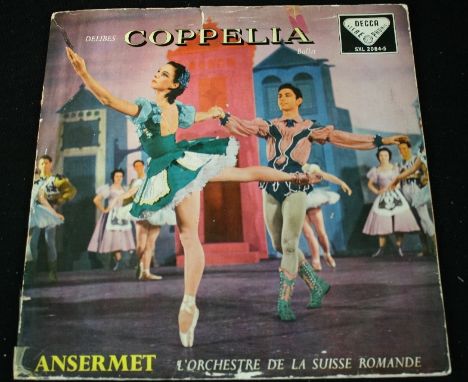 DELIBES
COPPELIA
Ballet
DECCA
SXL 2084-5
ANSERMET
L'ORCHESTRE DE LA SUISSE ROMANDE